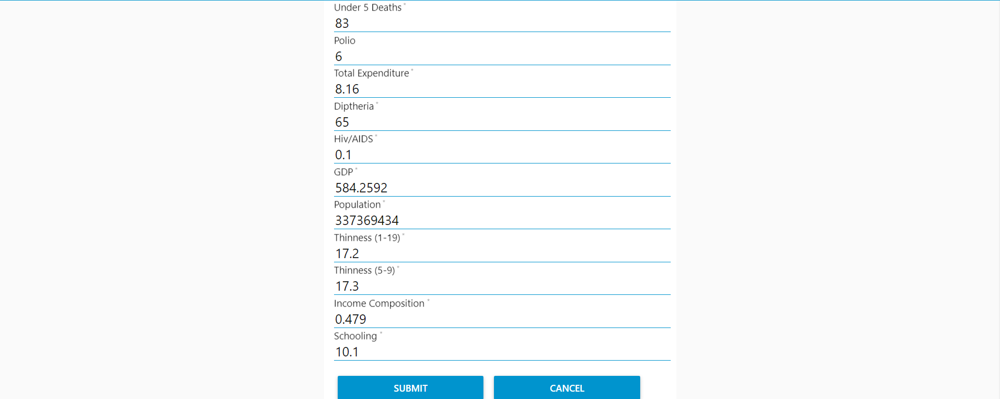 Under 5 Deaths *
83
Polio
6
Total Expenditure *
8.16
Diptheria *
65
Hiv/AIDS *
0.1
GDP *
584.2592
Population *
337369434
Thinness (1-19) *
17.2
Thinness (5-9) *
17.3
Income Composition *
0.479
Schooling *
10.1
SUBMIT CANCEL